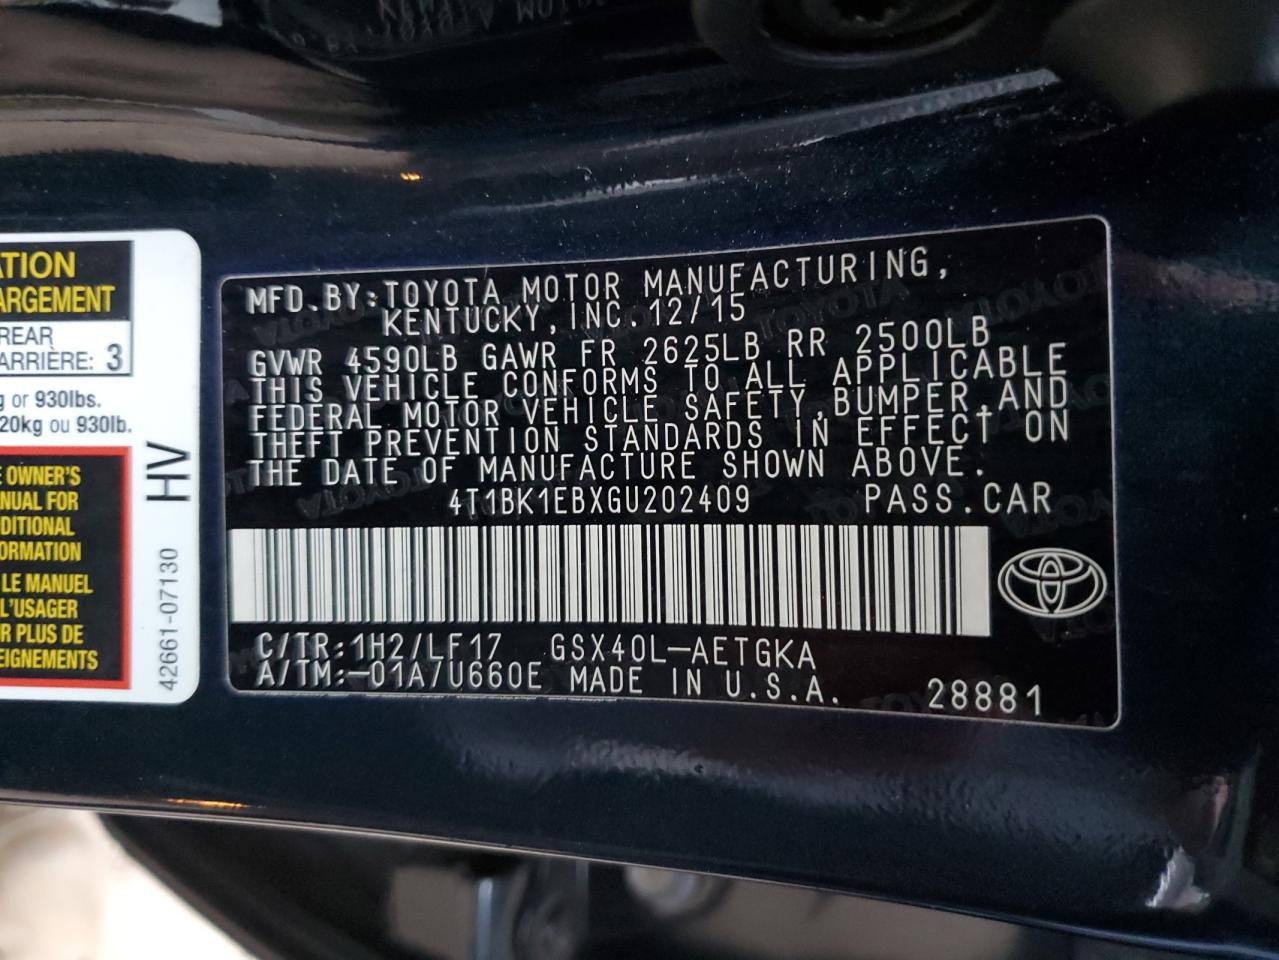 ATION
ARGEMENT
REAR
ARRIÈRE: 3
g or 930lbs.
20kg ou 930lb.
E OWNER'S
ANUAL FOR
DDITIONAL
ORMATION
LE MANUEL
L'USAGER
R PLUS DE
EIGNEMENTS
HV
42661-07130
MFD.BY:TOYOTA MOTOR MANUFACTURING,
KENTUCKY,INC.12/15
GVWR 4590LB GAWR FR 2625LB RR 2500LB
THIS VEHICLE CONFORMS TO ALL APPLICABLE
FEDERAL MOTOR VEHICLE SAFETY,BUMPER,AND
THEFT PREVENTION STANDARDS IN EFFECT ON
THE DATE OF MANUFACTURE SHOWN ABOVE.
4T1BK1EBXGU202409 PASS.CAR
C/TR:1H2/LF17 GSX40L-AETGKA
A/TM:-01A/U660E MADE IN U.S.A. 28881